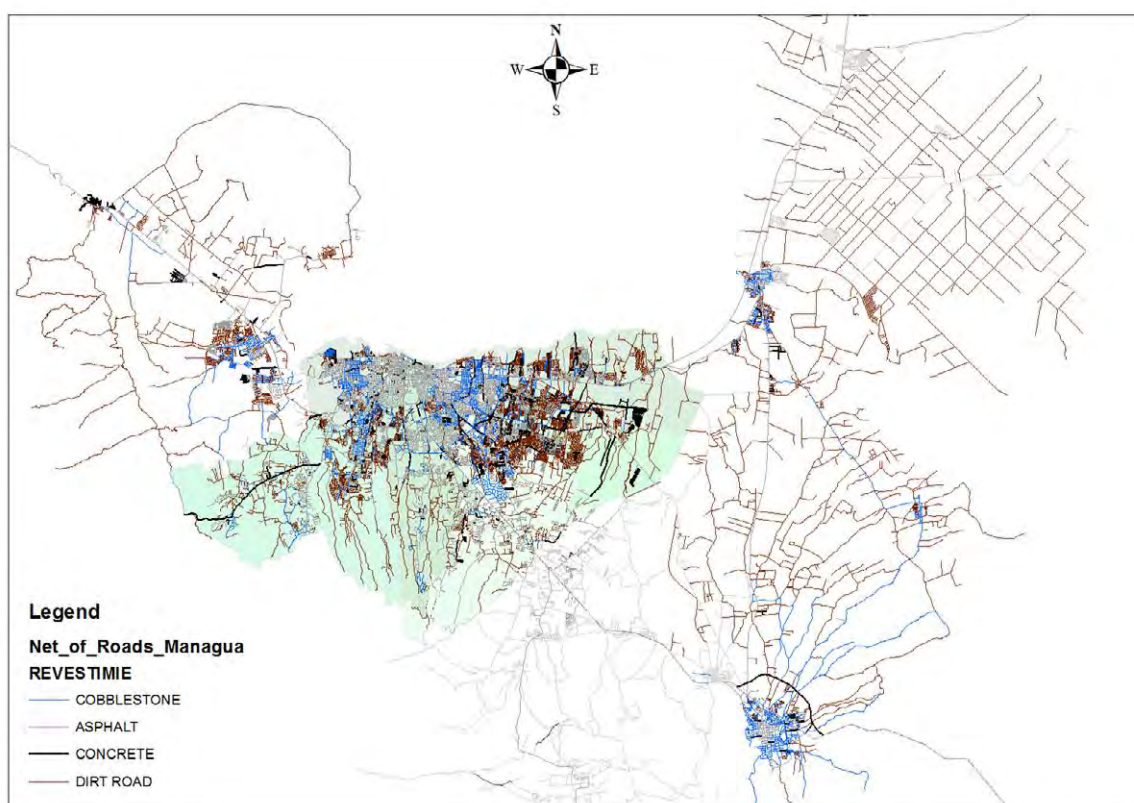 N
W E
S
Legend
Net_of_Roads_Managua
REVESTIMIE
COBBLESTONE
ASPHALT
CONCRETE
DIRT ROAD